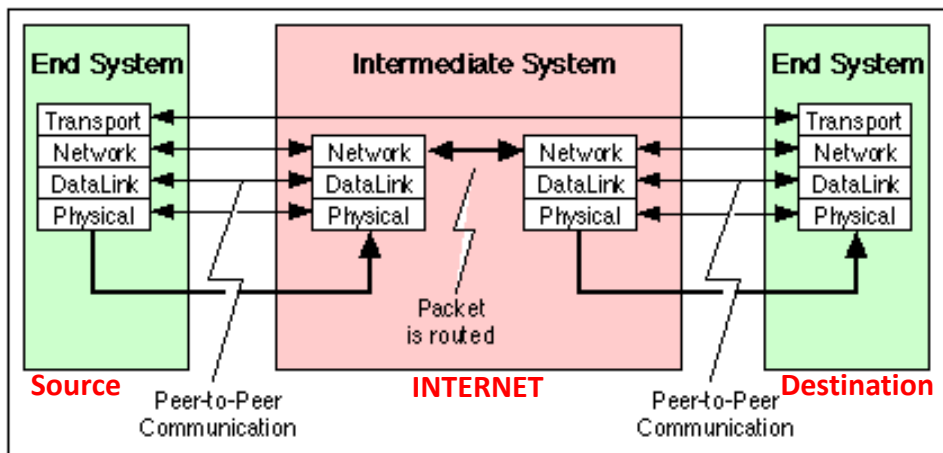 End System
Intermediate System
End System
Transport
Network
DataLink
Physical
Network
DataLink
Physical
Network
DataLink
Physical
Transport
Network
DataLink
Physical
Packet
is routed
Source
INTERNET
Destination
Peer-to-Peer
Communication
Peer-to-Peer
Communication